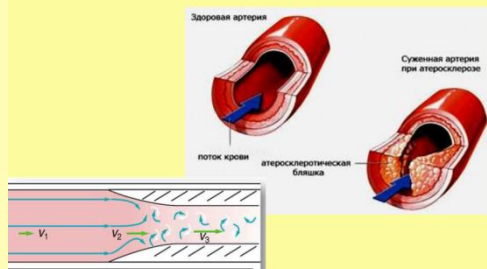 Здоровая артерия
Суженная артерия
при атеросклерозе
поток крови
атеросклеротическая
бляшка
V₁
V₂
V₃